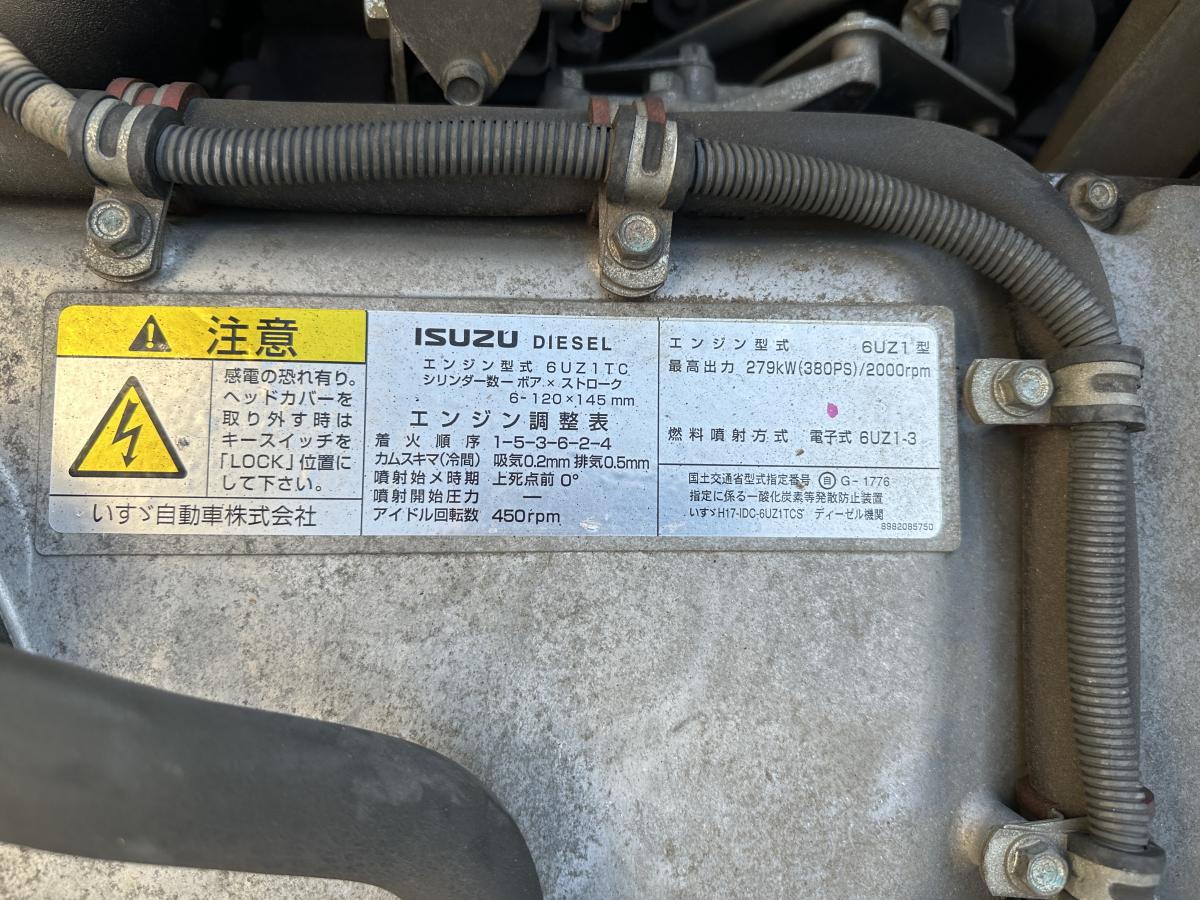 注意
感電の恐れ有り。
ヘッドカバーを
取り外す時は
キースイッチを
「LOCK」位置に
して下さい。
いすゞ自動車株式会社
ISUZU DIESEL
エンジン型式 6UZ1TC
シリンダー数ーボア×ストローク
6-120×145mm
エンジン調整表
着火順序 1-5-3-6-2-4
カムスキマ(冷間) 吸気0.2mm 排気0.5mm
噴射始メ時期 上死点前 0°
噴射開始圧力 —
アイドル回転数 450rpm
エンジン型式 6UZ1型
最高出力 279kW(380PS)/2000rpm
燃料噴射方式 電子式 6UZ1-3
国土交通省型式指定番号 自 G-1776
指定に係る一酸化炭素等発散防止装置
いすゞH17-IDC-6UZ1TCS ディーゼル機関
8982085750